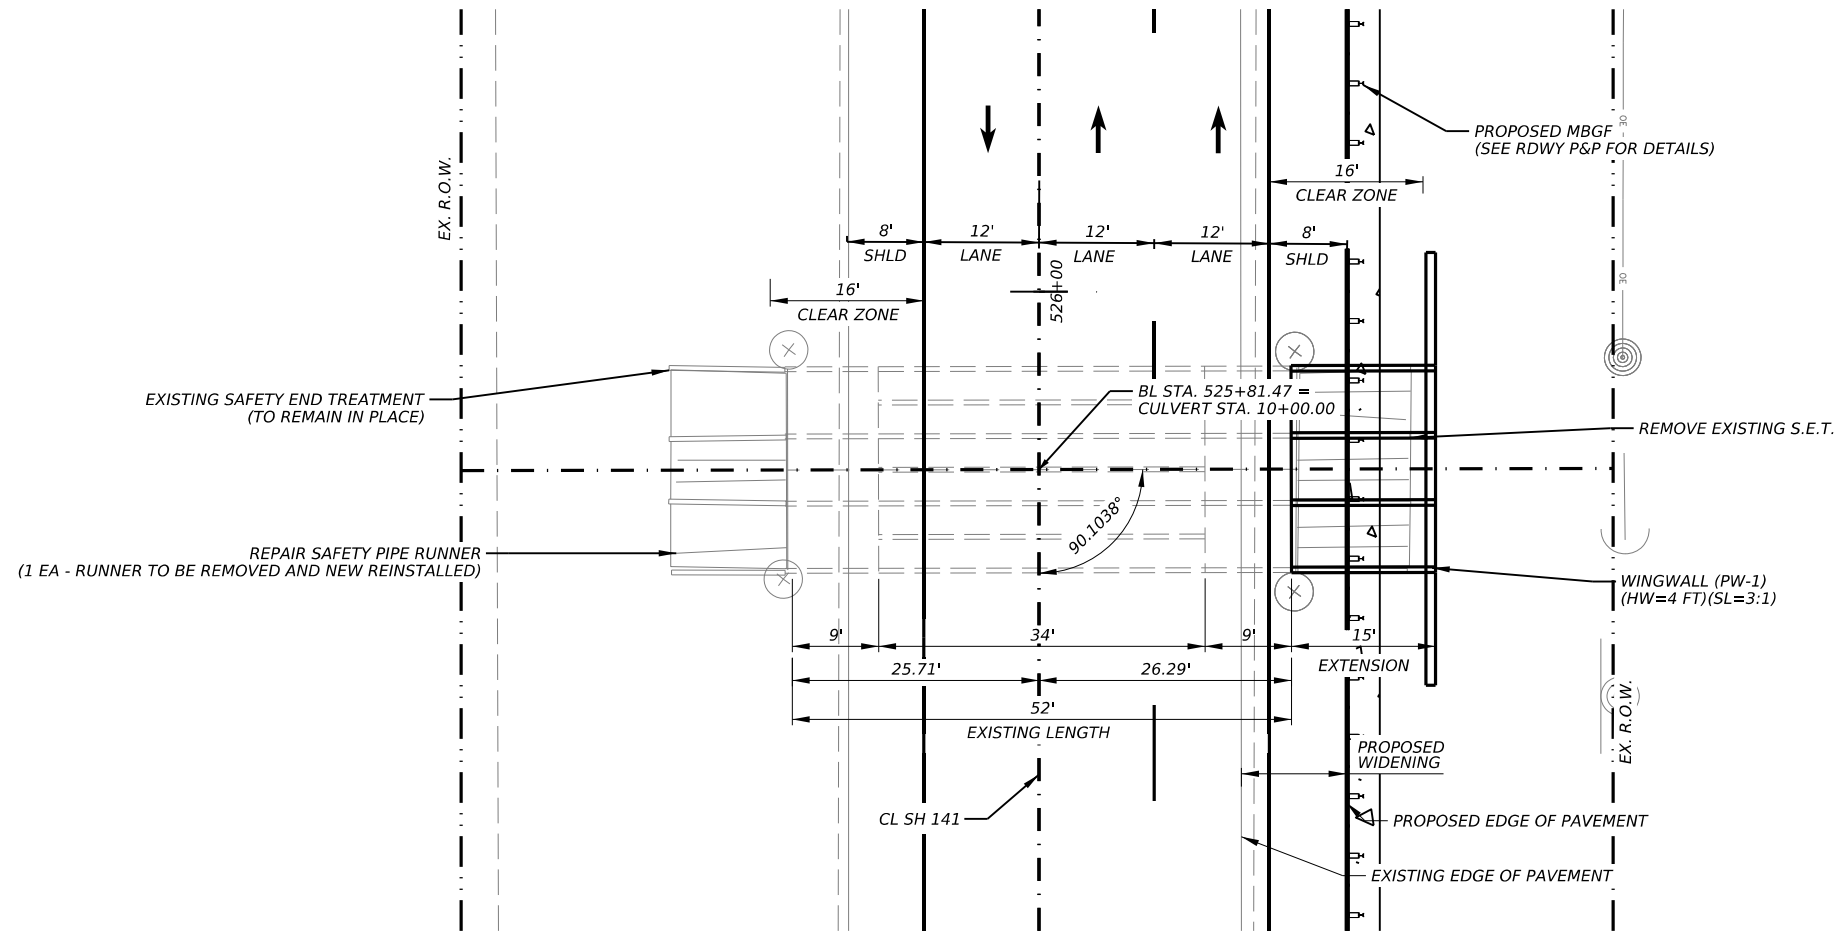 PROPOSED MBGF
(SEE RDWY P&P FOR DETAILS)
30
EX. R.O.W.
16'
CLEAR ZONE
8'
SHLD
12'
LANE
12'
LANE
12'
LANE
8'
SHLD
526+00
16'
CLEAR ZONE
30
EXISTING SAFETY END TREATMENT
(TO REMAIN IN PLACE)
BL STA. 525+81.47 =
CULVERT STA. 10+00.00
REMOVE EXISTING S.E.T.
90.1038°
REPAIR SAFETY PIPE RUNNER
(1 EA - RUNNER TO BE REMOVED AND NEW REINSTALLED)
WINGWALL (PW-1)
(HW=4 FT)(SL=3:1)
9'
34'
9'
15'
EXTENSION
25.71'
26.29'
52'
EXISTING LENGTH
EX. R.O.W.
PROPOSED
WIDENING
CL SH 141
PROPOSED EDGE OF PAVEMENT
EXISTING EDGE OF PAVEMENT